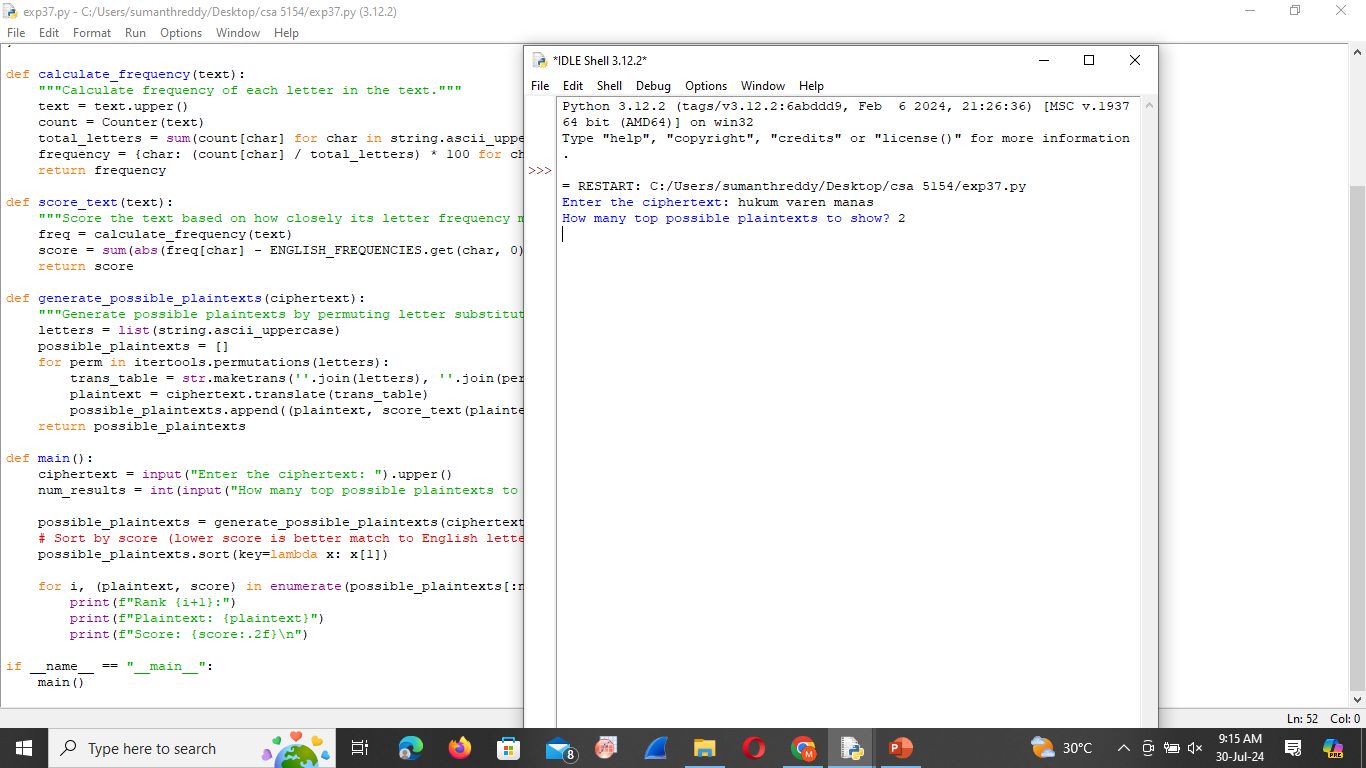 exp37.py - C:/Users/sumanthreddy/Desktop/csa 5154/exp37.py (3.12.2)
File Edit Format Run Options Window Help
def calculate_frequency(text):
"""Calculate frequency of each letter in the text."""
text = text.upper()
count = Counter(text)
total_letters = sum(count[char] for char in string.ascii_uppe
frequency = {char: (count[char] / total_letters) * 100 for ch
return frequency
def score_text(text):
"""Score the text based on how closely its letter frequency m
freq = calculate_frequency(text)
score = sum(abs(freq[char] - ENGLISH_FREQUENCIES.get(char, 0)
return score
def generate_possible_plaintexts(ciphertext):
"""Generate possible plaintexts by permuting letter substitut
letters = list(string.ascii_uppercase)
possible_plaintexts = []
for perm in itertools.permutations(letters):
trans_table = str.maketrans(''.join(letters), ''.join(per
plaintext = ciphertext.translate(trans_table)
possible_plaintexts.append((plaintext, score_text(plainte
return possible_plaintexts
def main():
ciphertext = input("Enter the ciphertext: ").upper()
num_results = int(input("How many top possible plaintexts to
possible_plaintexts = generate_possible_plaintexts(ciphertext
# Sort by score (lower score is better match to English lette
possible_plaintexts.sort(key=lambda x: x[1])
for i, (plaintext, score) in enumerate(possible_plaintexts[:n
print(f"Rank {i+1}:")
print(f"Plaintext: {plaintext}")
print(f"Score: {score:.2f}\n")
if __name__ == "__main__":
main()
*IDLE Shell 3.12.2*
File Edit Shell Debug Options Window Help
Python 3.12.2 (tags/v3.12.2:6abddd9, Feb  6 2024, 21:26:36) [MSC v.1937
64 bit (AMD64)] on win32
Type "help", "copyright", "credits" or "license()" for more information
.
>>>
= RESTART: C:/Users/sumanthreddy/Desktop/csa 5154/exp37.py
Enter the ciphertext: hukum varen manas
How many top possible plaintexts to show? 2
Ln: 52 Col: 0
Type here to search
8
30°C
9:15 AM
30-Jul-24
PRE